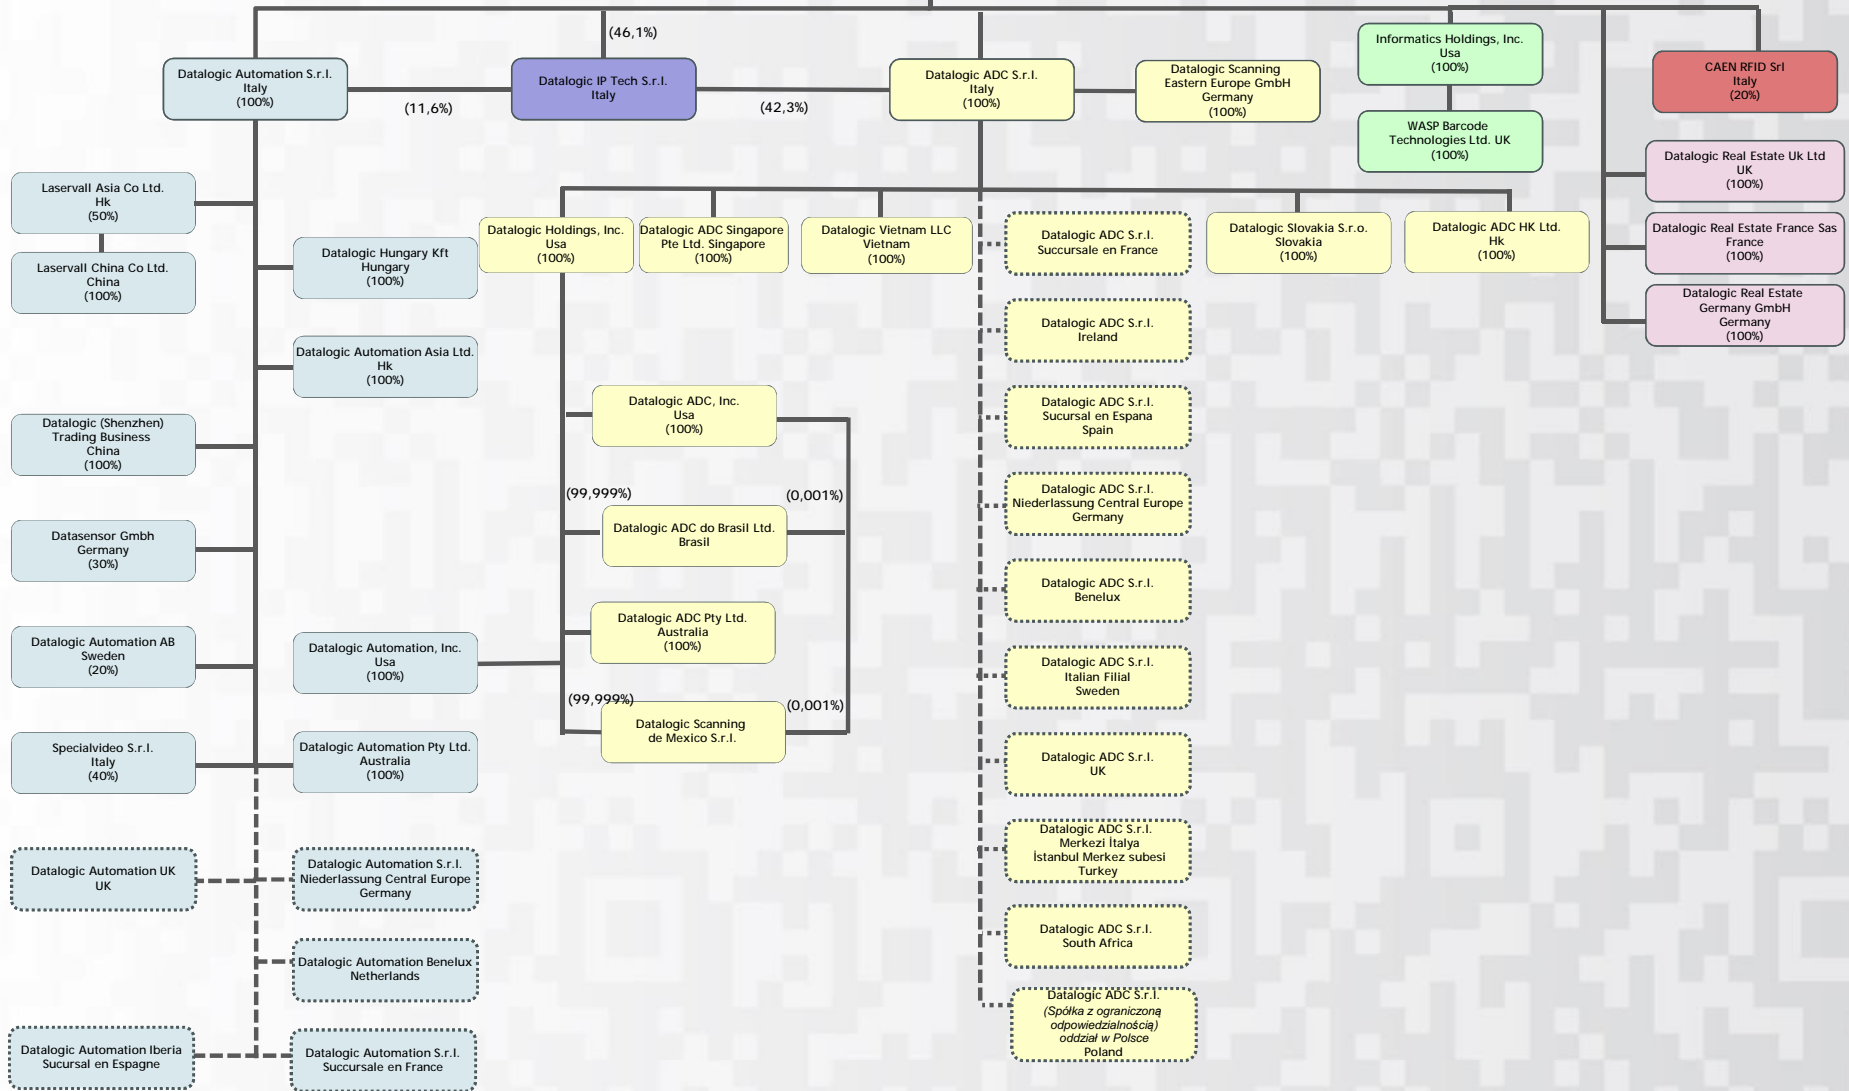 (46,1%)
Datalogic Automation S.r.l.
Italy
(100%)
(11,6%)
Datalogic IP Tech S.r.l.
Italy
(42,3%)
Datalogic ADC S.r.l.
Italy
(100%)
Datalogic Scanning
Eastern Europe GmbH
Germany
(100%)
Informatics Holdings, Inc.
Usa
(100%)
WASP Barcode
Technologies Ltd. UK
(100%)
CAEN RFID Srl
Italy
(20%)
Datalogic Real Estate Uk Ltd
UK
(100%)
Datalogic Real Estate France Sas
France
(100%)
Datalogic Real Estate
Germany GmbH
Germany
(100%)
Laservall Asia Co Ltd.
Hk
(50%)
Laservall China Co Ltd.
China
(100%)
Datalogic Hungary Kft
Hungary
(100%)
Datalogic Automation Asia Ltd.
Hk
(100%)
Datalogic (Shenzhen)
Trading Business
China
(100%)
Datasensor Gmbh
Germany
(30%)
Datalogic Automation AB
Sweden
(20%)
Datalogic Automation, Inc.
Usa
(100%)
Specialvideo S.r.l.
Italy
(40%)
Datalogic Automation Pty Ltd.
Australia
(100%)
Datalogic Automation UK
UK
Datalogic Automation S.r.l.
Niederlassung Central Europe
Germany
Datalogic Automation Benelux
Netherlands
Datalogic Automation Iberia
Sucursal en Espagne
Datalogic Automation S.r.l.
Succursale en France
Datalogic Holdings, Inc.
Usa
(100%)
Datalogic ADC Singapore
Pte Ltd. Singapore
(100%)
Datalogic Vietnam LLC
Vietnam
(100%)
Datalogic Slovakia S.r.o.
Slovakia
(100%)
Datalogic ADC HK Ltd.
Hk
(100%)
Datalogic ADC, Inc.
Usa
(100%)
(99,999%)
(0,001%)
Datalogic ADC do Brasil Ltd.
Brasil
Datalogic ADC Pty Ltd.
Australia
(100%)
(99,999%)
(0,001%)
Datalogic Scanning
de Mexico S.r.l.
Datalogic ADC S.r.l.
Succursale en France
Datalogic ADC S.r.l.
Ireland
Datalogic ADC S.r.l.
Sucursal en Espana
Spain
Datalogic ADC S.r.l.
Niederlassung Central Europe
Germany
Datalogic ADC S.r.l.
Benelux
Datalogic ADC S.r.l.
Italian Filial
Sweden
Datalogic ADC S.r.l.
UK
Datalogic ADC S.r.l.
Merkezi İtalya
İstanbul Merkez subesi
Turkey
Datalogic ADC S.r.l.
South Africa
Datalogic ADC S.r.l.
(Spółka z ograniczoną
odpowiedzialnością)
oddział w Polsce
Poland